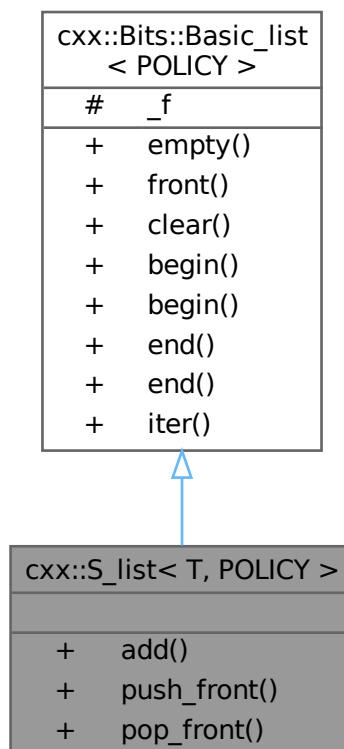 cxx::Bits::Basic_list
< POLICY >
# _f
+ empty()
+ front()
+ clear()
+ begin()
+ begin()
+ end()
+ end()
+ iter()
cxx::S_list< T, POLICY >
+ add()
+ push_front()
+ pop_front()